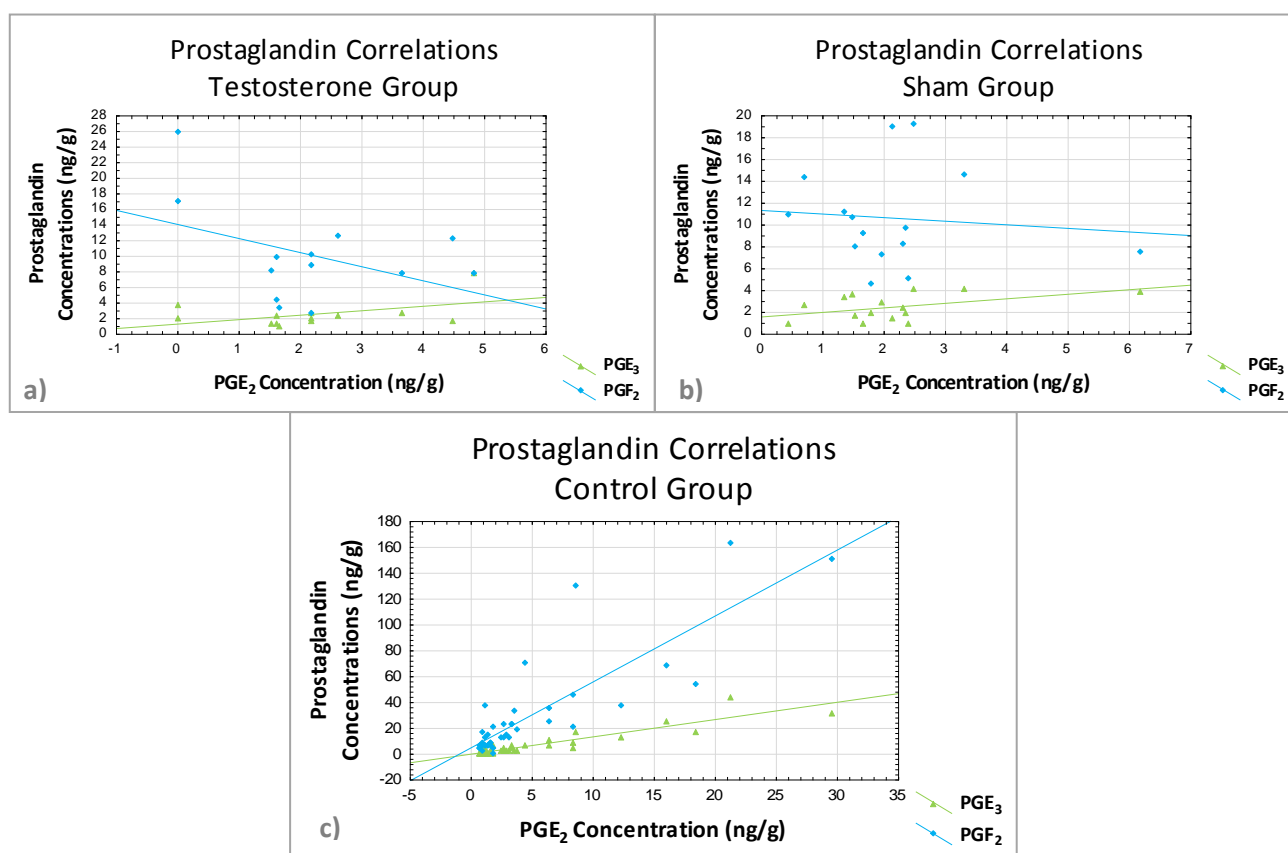 Prostaglandin Correlations
Testosterone Group
Prostaglandin
Concentrations (ng/g)
28
26
24
22
20
18
16
14
12
10
8
6
4
2
0
-1 0 1 2 3 4 5 6
PGE₂ Concentration (ng/g)
PGE₃
PGF₂
a)
Prostaglandin Correlations
Sham Group
Prostaglandin
Concentrations (ng/g)
20
18
16
14
12
10
8
6
4
2
0
0 1 2 3 4 5 6 7
PGE₂ Concentration (ng/g)
PGE₃
PGF₂
b)
Prostaglandin Correlations
Control Group
Prostaglandin
Concentrations (ng/g)
180
160
140
120
100
80
60
40
20
0
-20
-5 0 5 10 15 20 25 30 35
PGE₂ Concentration (ng/g)
PGE₃
PGF₂
c)